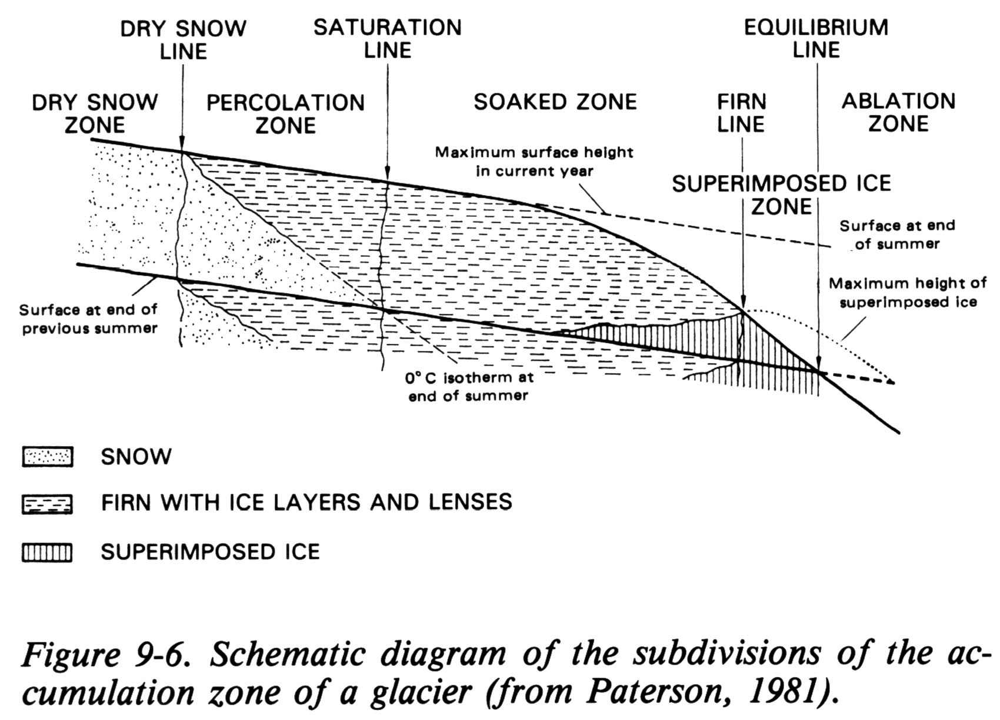 DRY SNOW
LINE
SATURATION
LINE
EQUILIBRIUM
LINE
DRY SNOW
ZONE
PERCOLATION
ZONE
SOAKED ZONE
FIRN
LINE
ABLATION
ZONE
Maximum surface height
in current year
SUPERIMPOSED ICE
ZONE
Surface at end
of summer
Maximum height of
superimposed ice
Surface at end of
previous summer
0° C isotherm at
end of summer
SNOW
FIRN WITH ICE LAYERS AND LENSES
SUPERIMPOSED ICE
Figure 9-6. Schematic diagram of the subdivisions of the ac-
cumulation zone of a glacier (from Paterson, 1981).